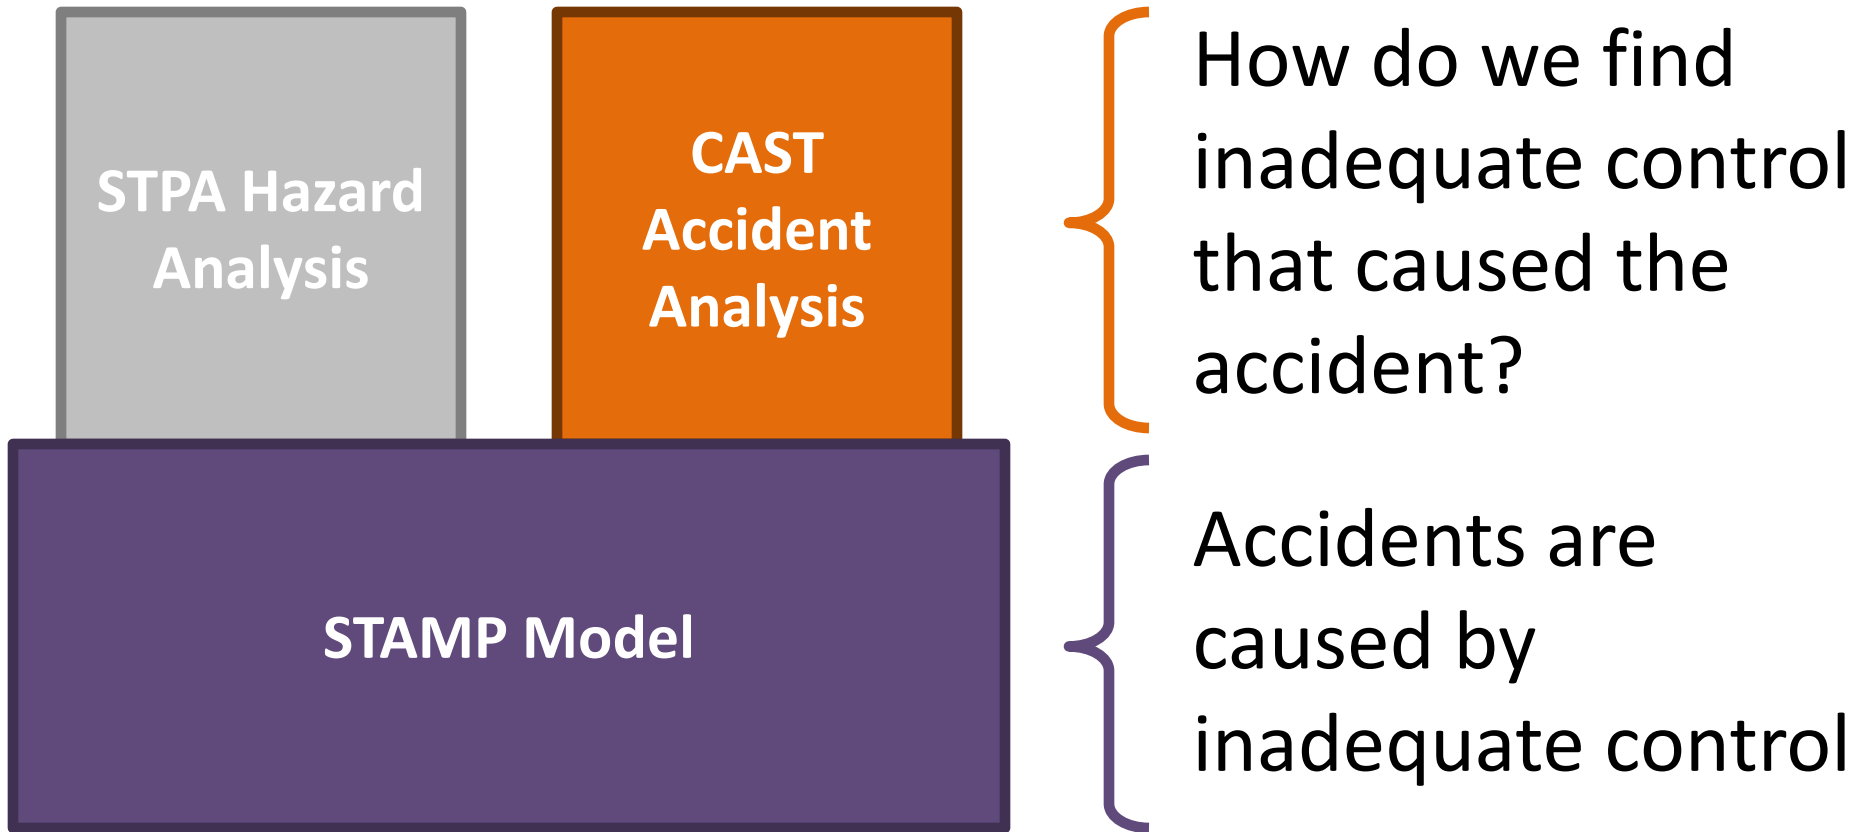 STPA Hazard
Analysis
CAST
Accident
Analysis
How do we find
inadequate control
that caused the
accident?
STAMP Model
Accidents are
caused by
inadequate control